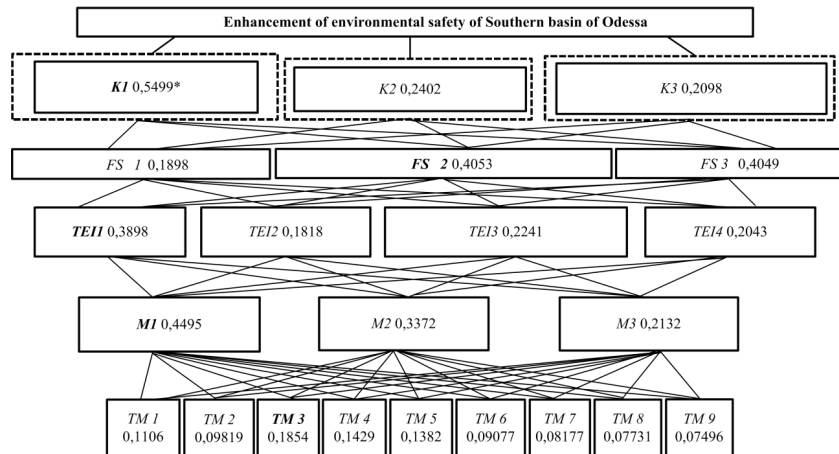 Enhancement of environmental safety of Southern basin of Odessa
K1 0,5499*
K2 0,2402
K3 0,2098
FS 1 0,1898
FS 2 0,4053
FS 3 0,4049
TEI1 0,3898
TEI2 0,1818
TEI3 0,2241
TEI4 0,2043
M1 0,4495
M2 0,3372
M3 0,2132
TM 1
0,1106
TM 2
0,09819
TM 3
0,1854
TM 4
0,1429
TM 5
0,1382
TM 6
0,09077
TM 7
0,08177
TM 8
0,07731
TM 9
0,07496